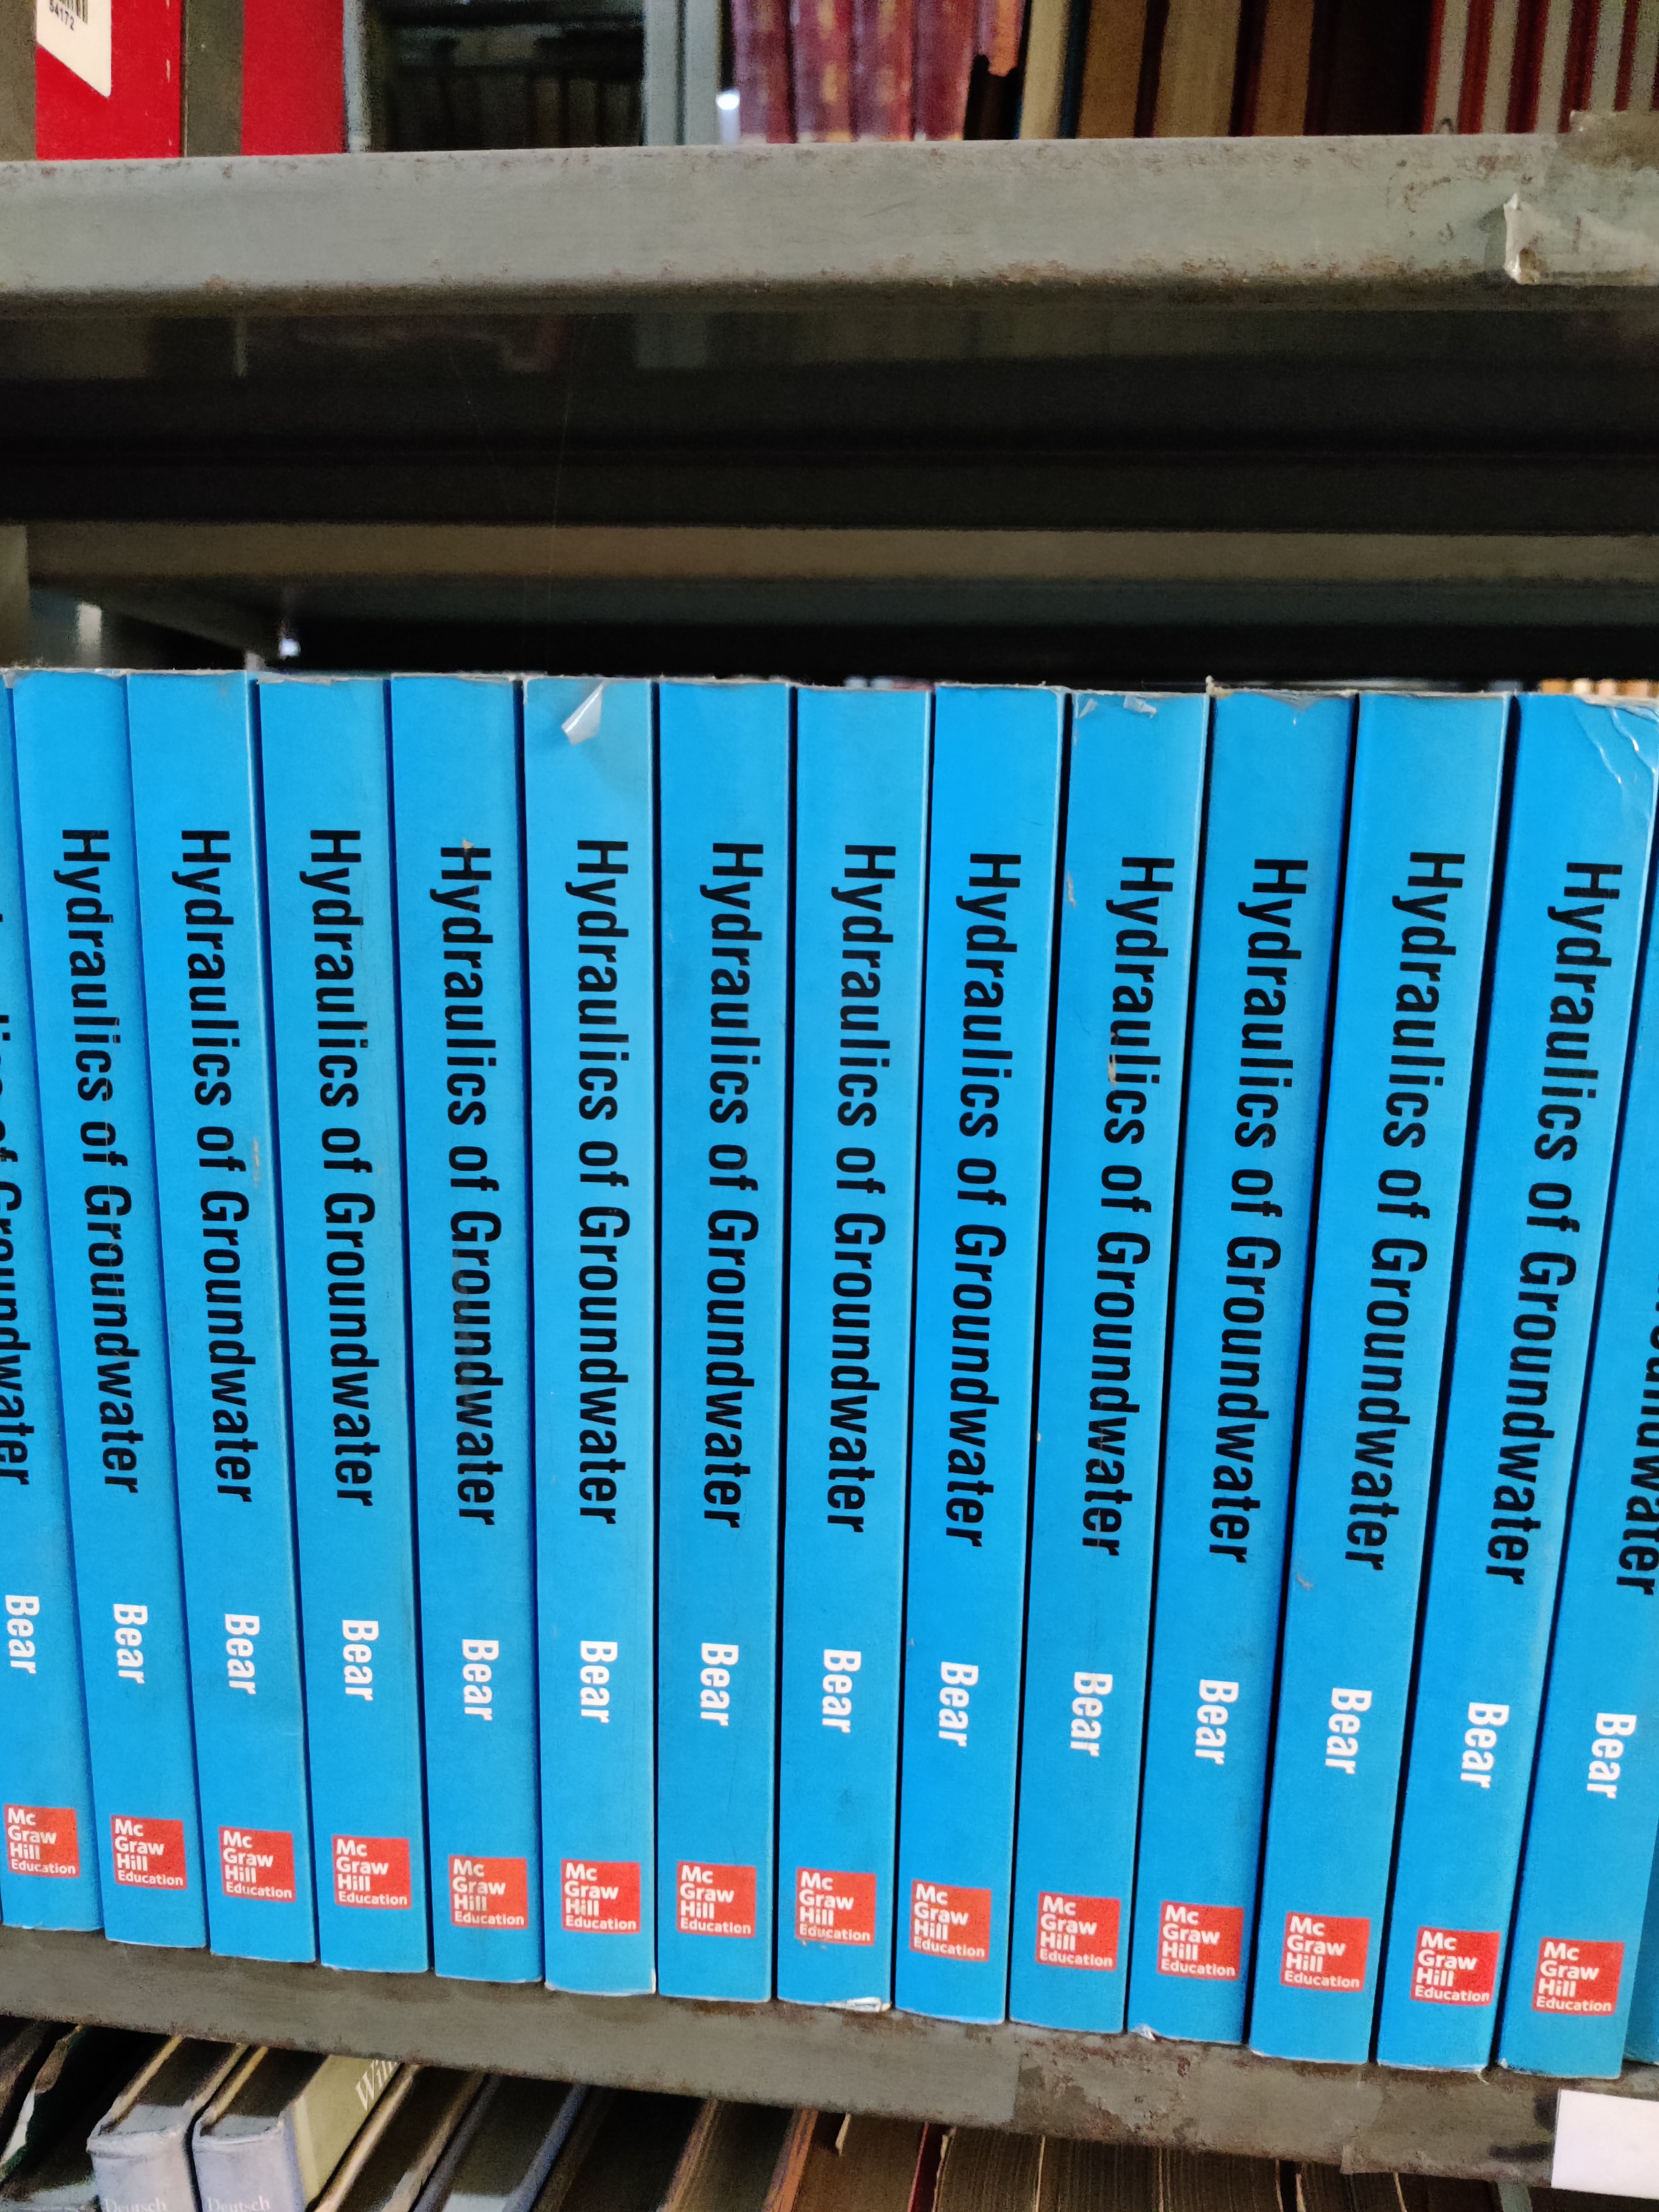 54172
of Groundwater
Bear
Mc
Graw
Hill
Education
Hydraulics of Groundwater
Bear
Mc
Graw
Hill
Education
Hydraulics of Groundwater
Bear
Mc
Graw
Hill
Education
Hydraulics of Groundwater
Bear
Mc
Graw
Hill
Education
Hydraulics of Groundwater
Bear
Mc
Graw
Hill
Education
Hydraulics of Groundwater
Bear
Mc
Graw
Hill
Education
Hydraulics of Groundwater
Bear
Mc
Graw
Hill
Education
Hydraulics of Groundwater
Bear
Mc
Graw
Hill
Education
Hydraulics of Groundwater
Bear
Mc
Graw
Hill
Education
Hydraulics of Groundwater
Bear
Mc
Graw
Hill
Education
Hydraulics of Groundwater
Bear
Mc
Graw
Hill
Education
Hydraulics of Groundwater
Bear
Mc
Graw
Hill
Education
Hydraulics of Groundwater
Bear
Mc
Graw
Hill
Education
Bear
Mc
Graw
Hill
Education
Deutsch
Deutsch